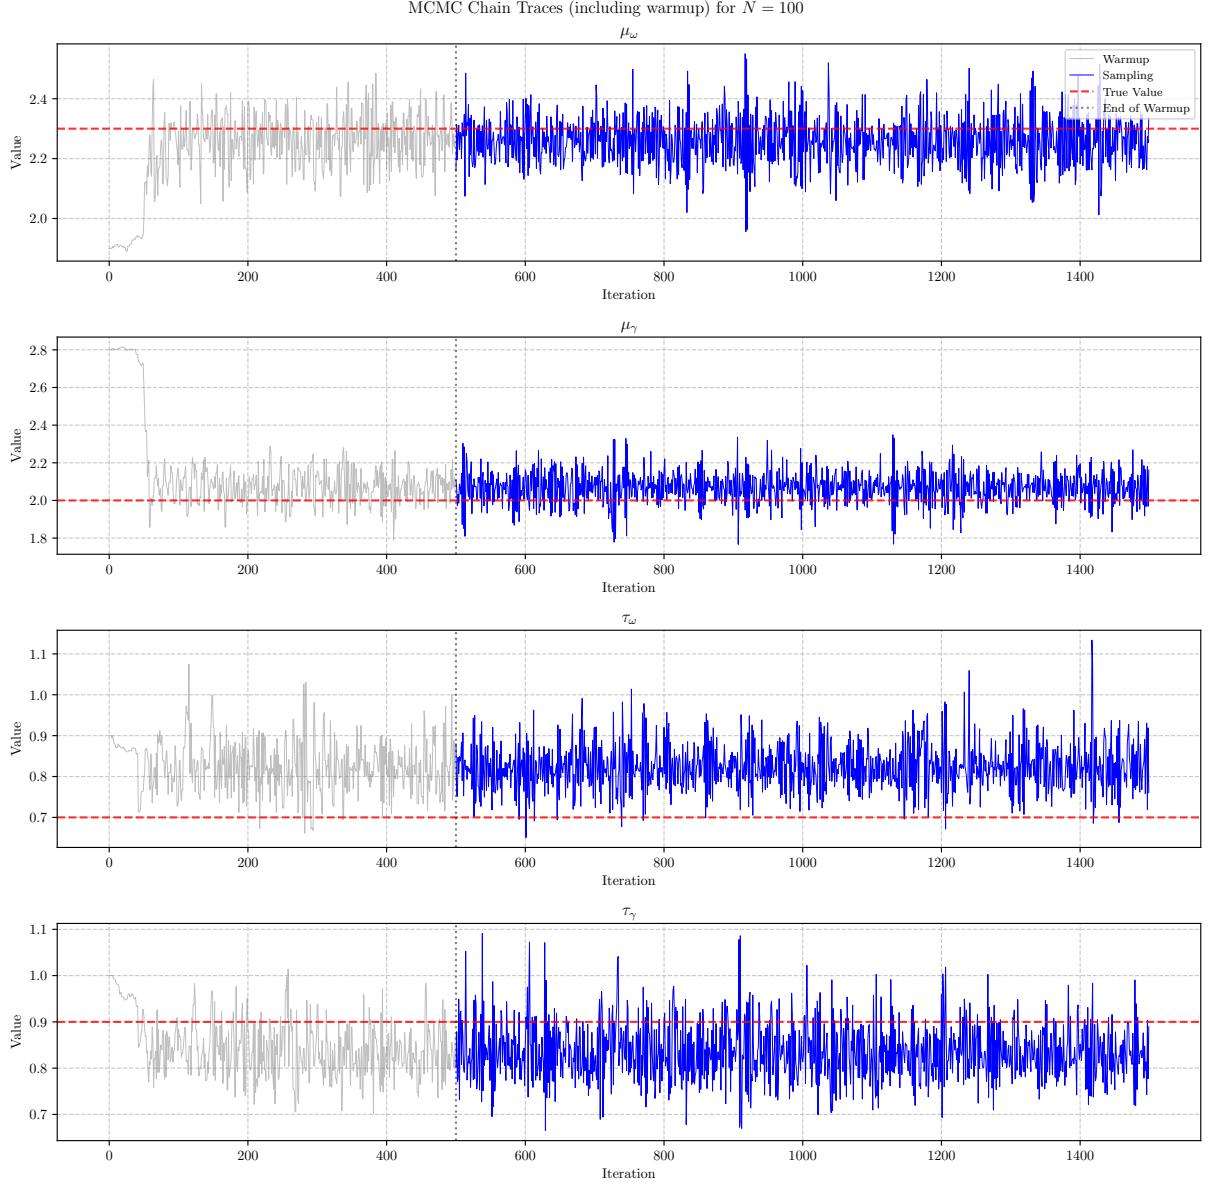 MCMC Chain Traces (including warmup) for N = 100
μ_ω
Warmup
Sampling
True Value
End of Warmup
2.4
2.2
2.0
Value
0 200 400 600 800 1000 1200 1400
Iteration
μ_γ
2.8
2.6
2.4
2.2
2.0
1.8
Value
0 200 400 600 800 1000 1200 1400
Iteration
τ_ω
1.1
1.0
0.9
0.8
0.7
Value
0 200 400 600 800 1000 1200 1400
Iteration
τ_γ
1.1
1.0
0.9
0.8
0.7
Value
0 200 400 600 800 1000 1200 1400
Iteration